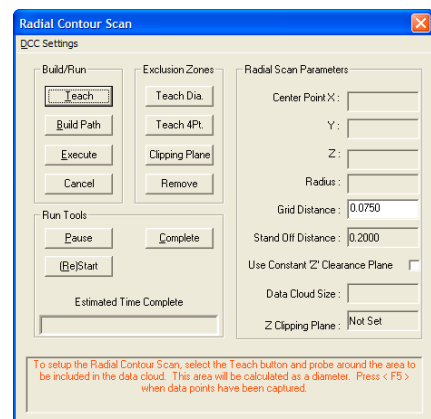 Radial Contour Scan
DCC Settings
Build/Run
Teach
Build Path
Execute
Cancel
Exclusion Zones
Teach Dia.
Teach 4Pt.
Clipping Plane
Remove
Run Tools
Pause
Complete
(Re)Start
Estimated Time Complete
Radial Scan Parameters
Center Point X :
Y :
Z :
Radius :
Grid Distance : 0.0750
Stand Off Distance : 0.2000
Use Constant 'Z' Clearance Plane
Data Cloud Size :
Z Clipping Plane : Not Set
To setup the Radial Contour Scan, select the Teach button and probe around the area to
be included in the data cloud. This area will be calculated as a diameter. Press < F5 >
when data points have been captured.